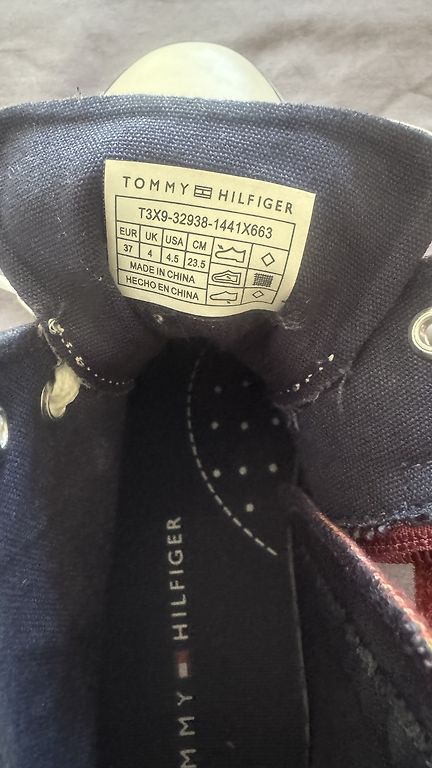 TOMMY HILFIGER
T3X9-32938-1441X663
EUR UK USA CM
37 4 4.5 23.5
MADE IN CHINA
HECHO EN CHINA
MMY HILFIGER